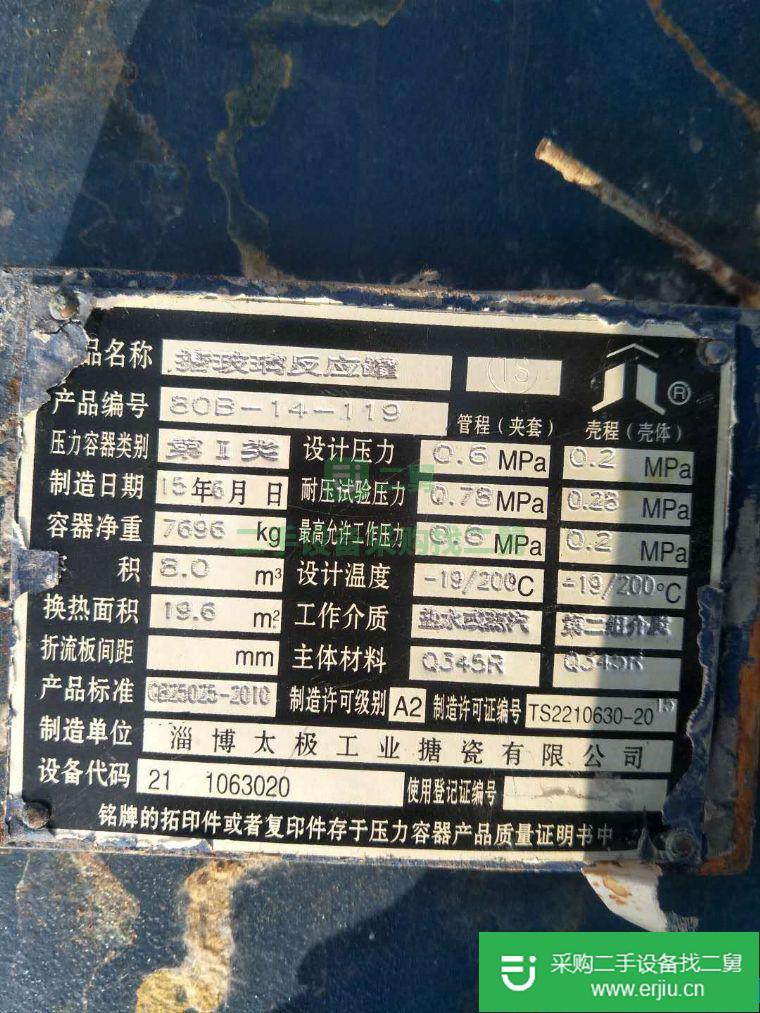 品名称 搪玻璃反应罐
®
产品编号 80B-14-119 管程（夹套） 壳程（壳体）
压力容器类别 第Ⅰ类 设计压力 0.6 MPa 0.2 MPa
制造日期 15年6月 日 耐压试验压力 0.78 MPa 0.28 MPa
容器净重 7696 kg 最高允许工作压力 0.6 MPa 0.2 MPa
积 8.0 m³ 设计温度 -19/200℃ -19/200℃
换热面积 19.6 m² 工作介质 盐水或蒸汽 第二组介质
折流板间距 mm 主体材料 Q345R Q345R
产品标准 GB25025-2010 制造许可级别 A2 制造许可证编号 TS2210630-20
制造单位 淄博太极工业搪瓷有限公司
设备代码 21 1063020 使用登记证编号
铭牌的拓印件或者复印件存于压力容器产品质量证明书中
二手设备采购找二舅
采购二手设备找二舅
www.erjiu.cn